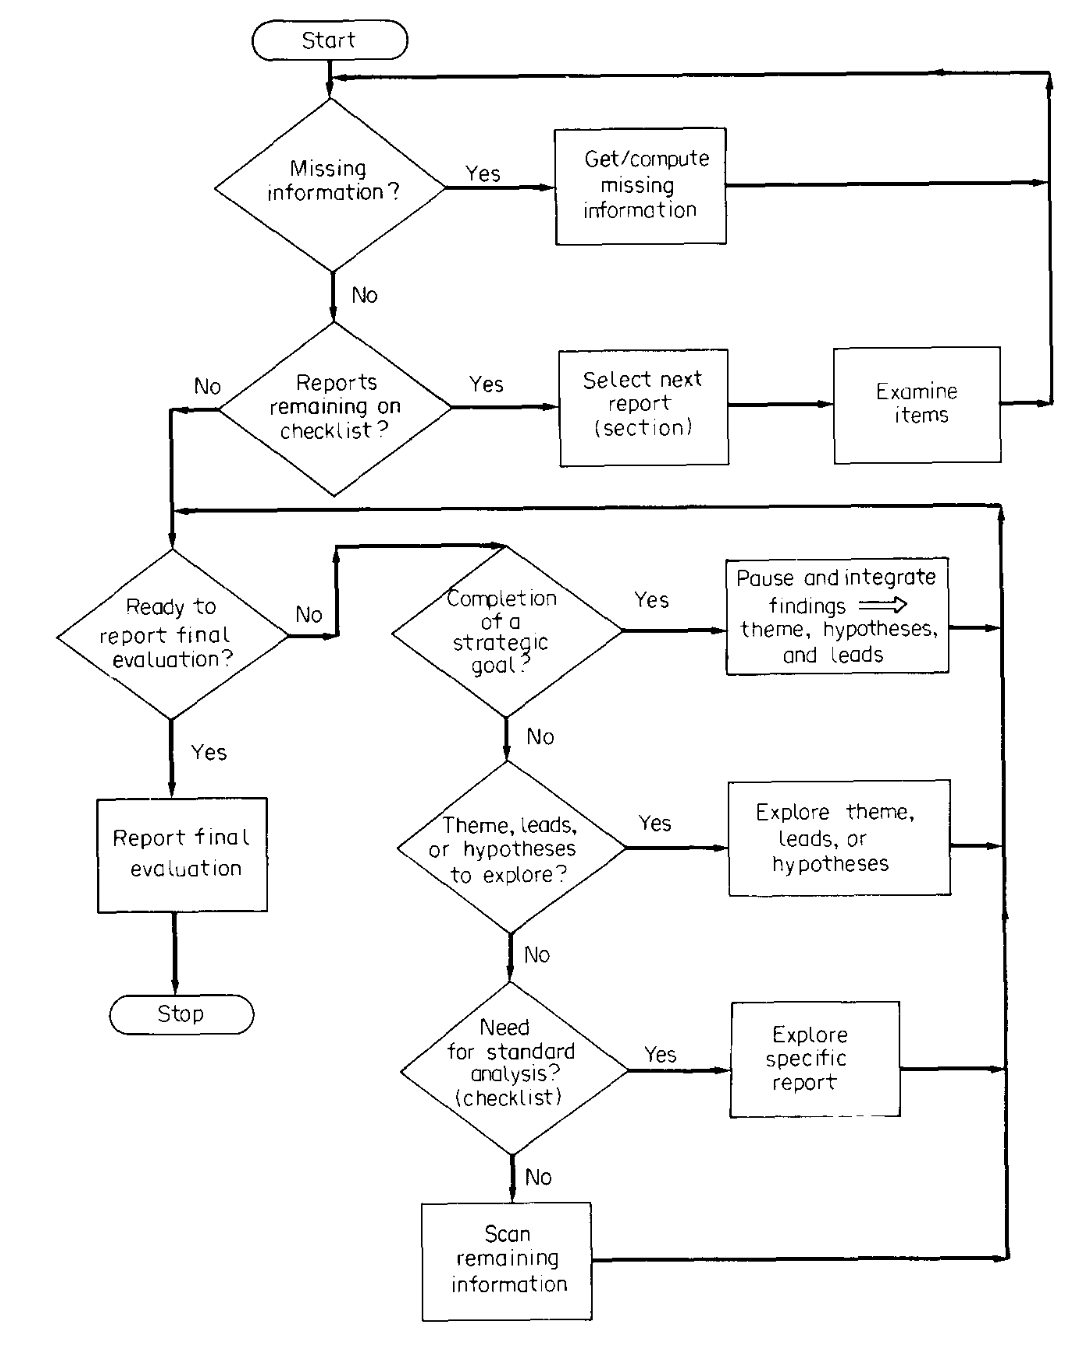 Start
Missing
information?
Yes
Get/compute
missing
information
No
Reports
remaining on
checklist?
No
Yes
Select next
report
(section)
Examine
items
Ready to
report final
evaluation?
No
Completion
of a
strategic
goal?
Yes
Pause and integrate
findings ⇒
theme, hypotheses,
and leads
Yes
No
Report final
evaluation
Theme, leads,
or hypotheses
to explore?
Yes
Explore theme,
leads, or
hypotheses
No
Stop
Need
for standard
analysis?
(checklist)
Yes
Explore
specific
report
No
Scan
remaining
information